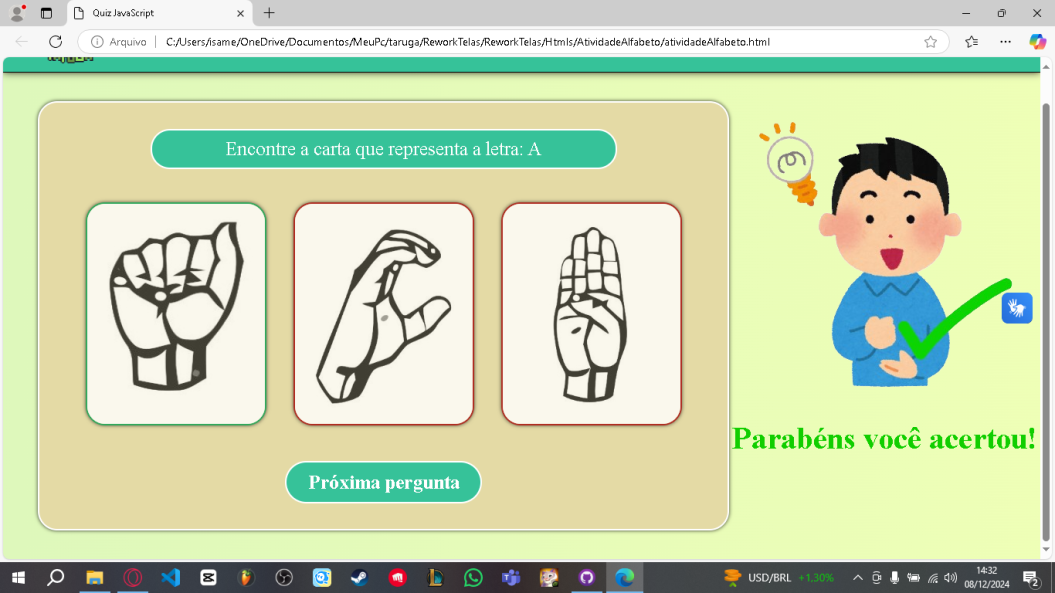 Quiz JavaScript
Arquivo
C:/Users/isame/OneDrive/Documentos/MeuPc/taruga/ReworkTelas/ReworkTelas/Htmls/AtividadeAlfabeto/atividadeAlfabeto.html
Encontre a carta que representa a letra: A
Parabéns você acertou!
Próxima pergunta
USD/BRL +1.30%
14:32
08/12/2024
2